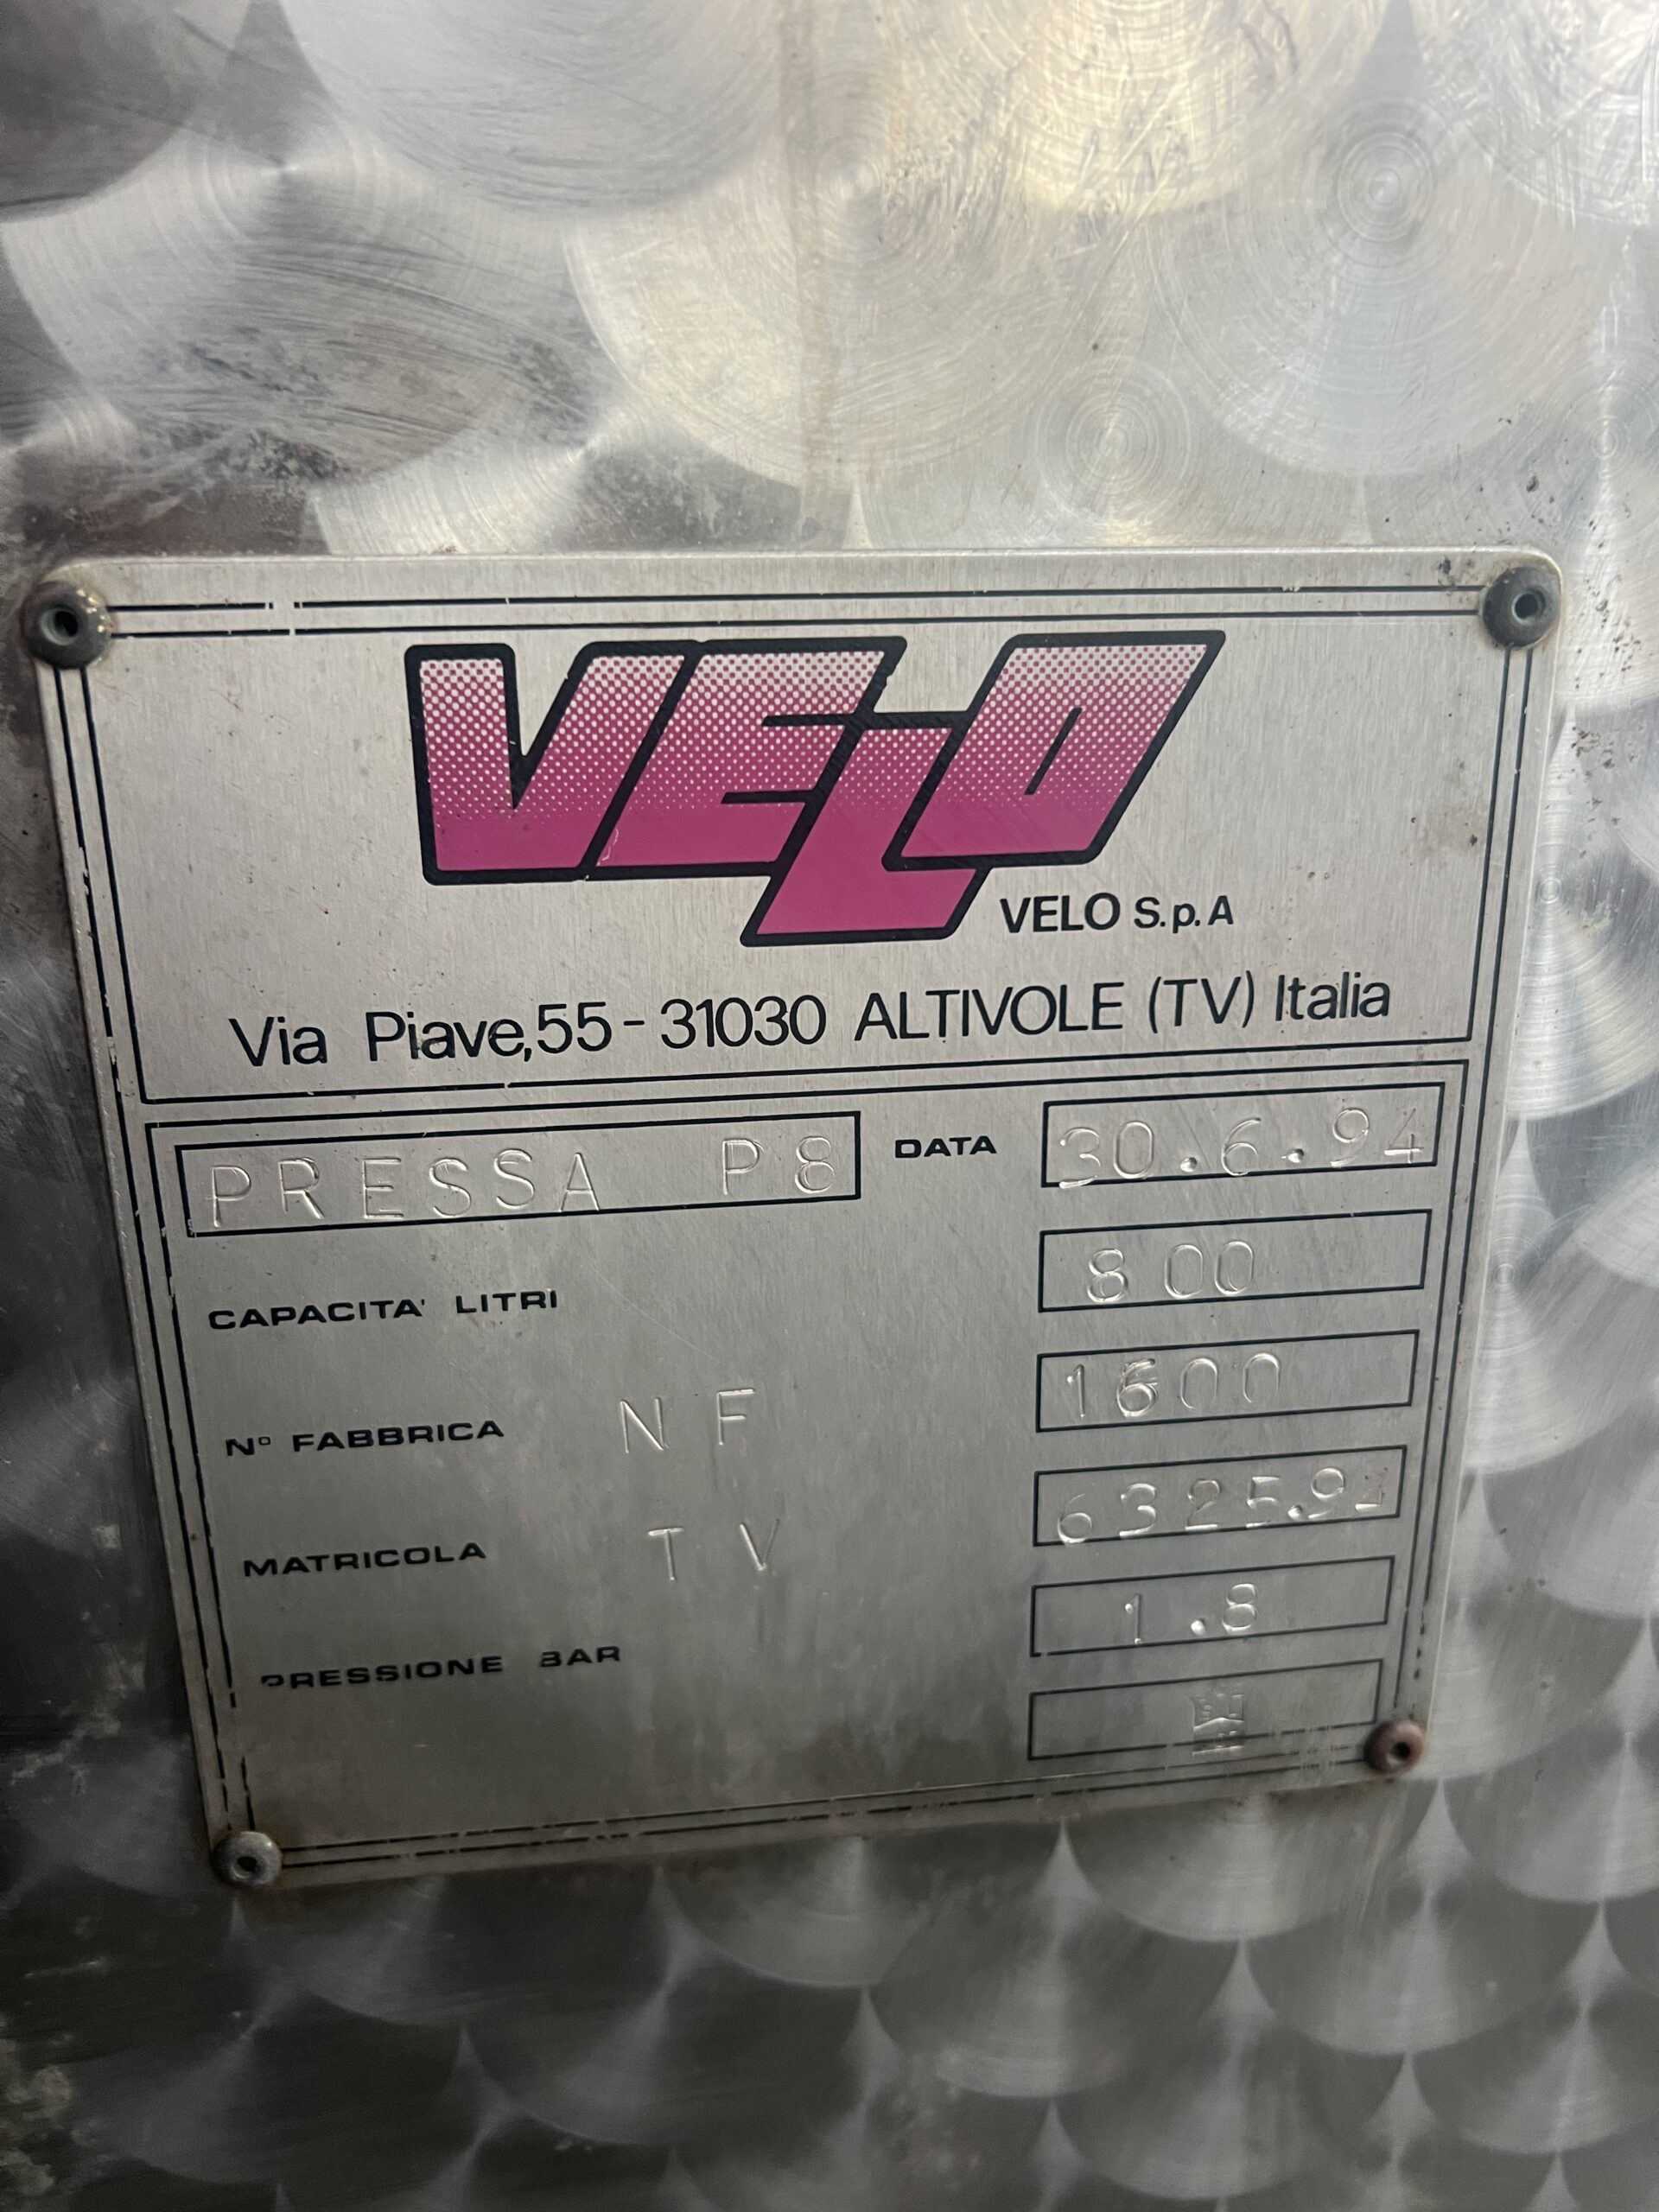 VELO
VELO S.p.A
Via Piave,55-31030 ALTIVOLE (TV) Italia
PRESSA P8 DATA 30.6.94
CAPACITA' LITRI 800
N° FABBRICA NF 1600
MATRICOLA TV 6325.94
PRESSIONE BAR 1.8